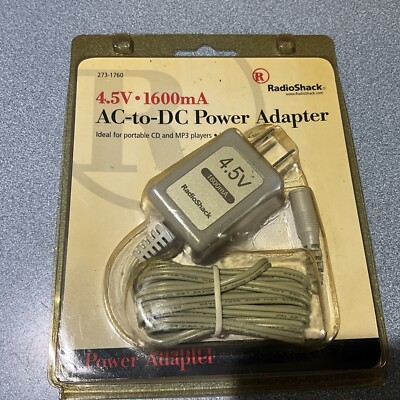 273-1760
R
RadioShack®
www.RadioShack.com
4.5V • 1600mA
AC-to-DC Power Adapter
Ideal for portable CD and MP3 players •
4.5V
1600mA
RadioShack
Power Adapter